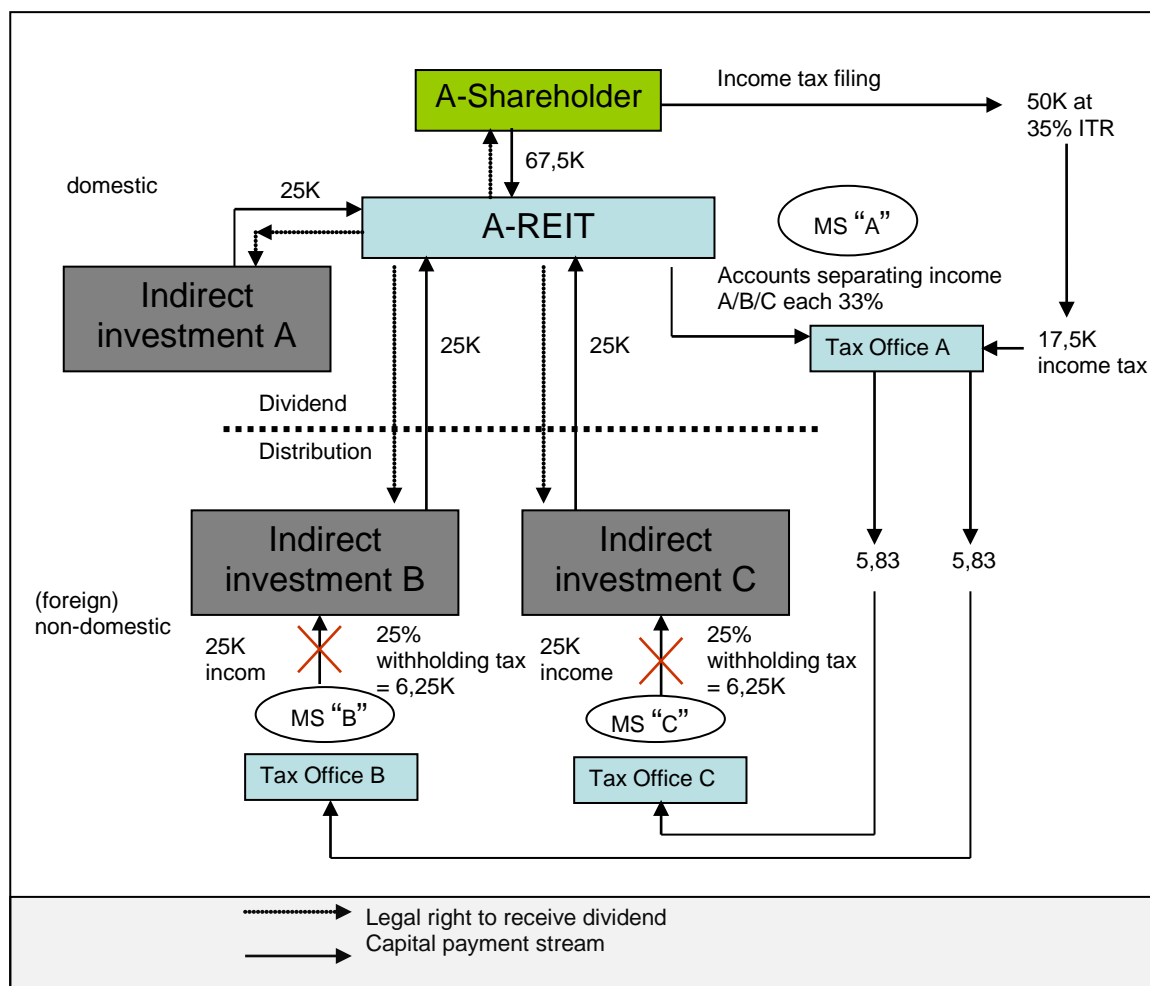 A-Shareholder
Income tax filing
50K at
35% ITR
67,5K
domestic
25K
A-REIT
MS “A”
Accounts separating income
A/B/C each 33%
Indirect
investment A
25K
25K
Tax Office A
17,5K
income tax
Dividend
Distribution
Indirect
investment B
Indirect
investment C
5,83
5,83
(foreign)
non-domestic
25K
incom
25%
withholding tax
= 6,25K
25K
income
25%
withholding tax
= 6,25K
MS “B”
MS “C”
Tax Office B
Tax Office C
Legal right to receive dividend
Capital payment stream